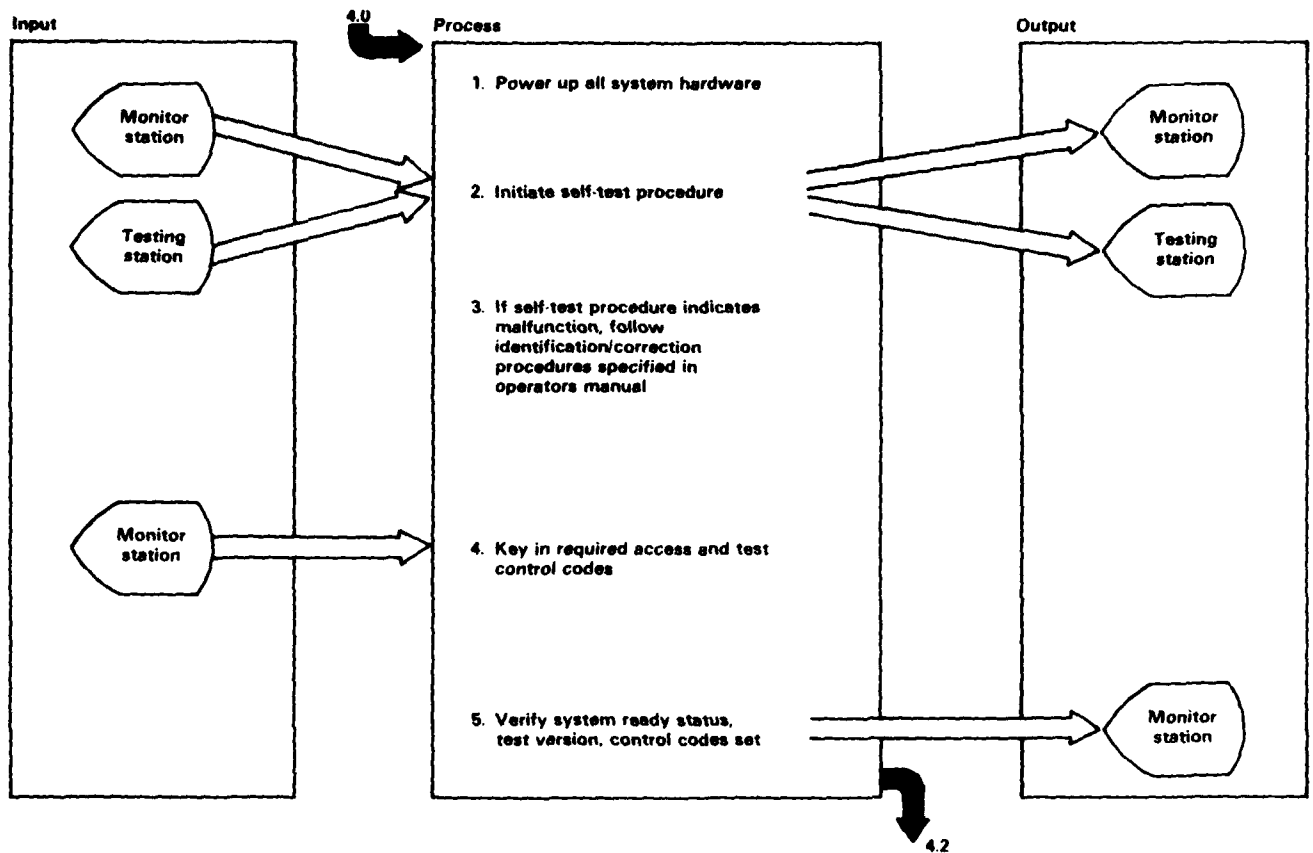 Input
4.0
Process
Output
Monitor
station
Testing
station
Monitor
station
1. Power up all system hardware
2. Initiate self-test procedure
3. If self-test procedure indicates
malfunction, follow
identification/correction
procedures specified in
operators manual
4. Key in required access and test
control codes
5. Verify system ready status,
test version, control codes set
Monitor
station
Testing
station
Monitor
station
4.2